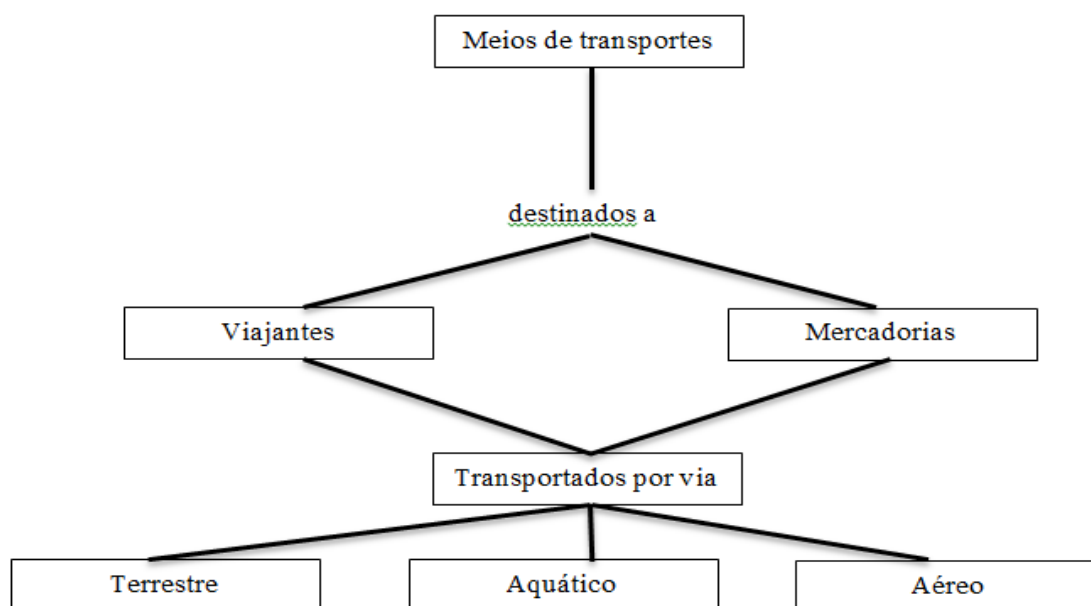 Meios de transportes
destinados a
Viajantes
Mercadorias
Transportados por via
Terrestre
Aquático
Aéreo